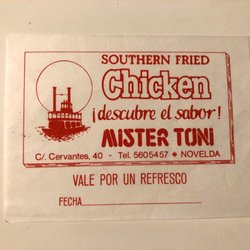 SOUTHERN FRIED
Chicken
¡descubre el sabor!
MISTER TONI
C/. Cervantes, 40 - Tel. 5605457 * NOVELDA
VALE POR UN REFRESCO
FECHA